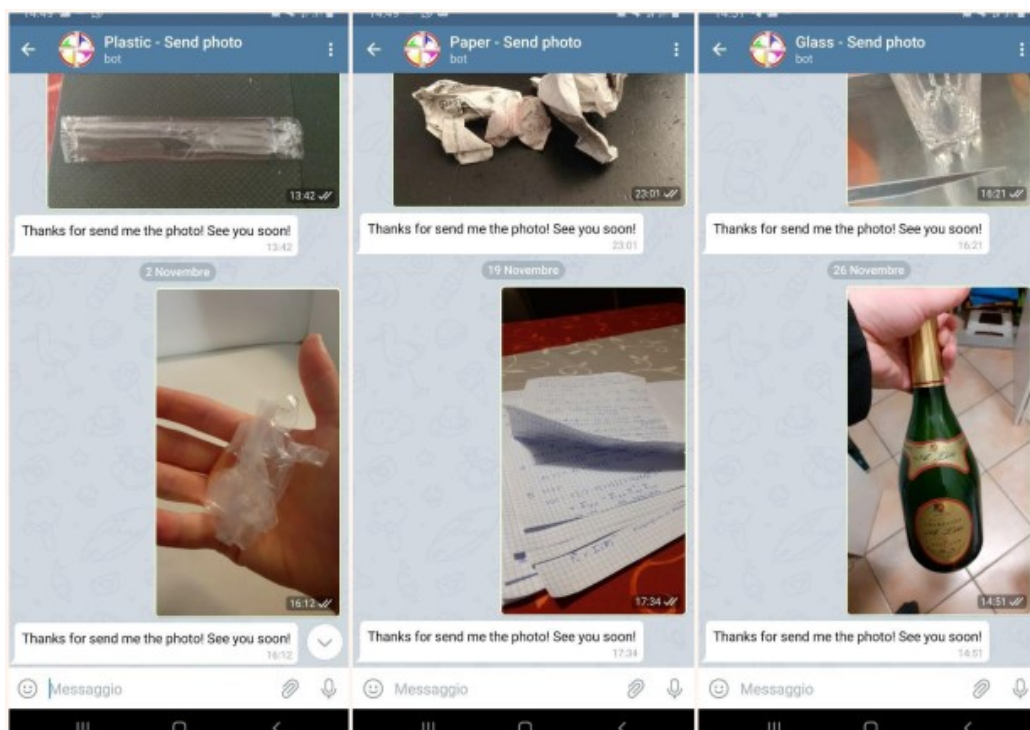 Plastic - Send photo
bot
13:42
Thanks for send me the photo! See you soon!
13:42
2 Novembre
16:12
Thanks for send me the photo! See you soon!
16:12
Messaggio
Paper - Send photo
bot
23:01
Thanks for send me the photo! See you soon!
23:01
19 Novembre
17:34
Thanks for send me the photo! See you soon!
17:34
Messaggio
Glass - Send photo
bot
16:21
Thanks for send me the photo! See you soon!
16:21
26 Novembre
14:51
Thanks for send me the photo! See you soon!
14:51
Messaggio